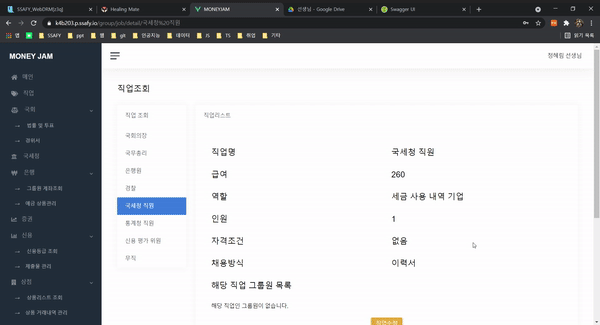 SSAFY_WebDRM(r3q)
Healing Mate
MONEYJAM
선생님 - Google Drive
Swagger UI
k4b203.p.ssafy.io/group/job/detail/국세청%20직원
앱
SSAFY
ppt
웹
git
인공지능
데이터
JS
TS
취업
기타
읽기 목록
MONEY JAM
정혜림 선생님
메인
직업
국회
법률 및 투표
국세청
은행
그룹원 계좌조회
예금 상품관리
증권
신용
신용등급 조회
제출물 관리
상점
상품리스트 조회
상품 거래내역 관리
직업조회
직업 조회
국회의장
국무총리
은행원
경찰
국세청 직원
통계청 직원
신용 평가 위원
무직
직업리스트
직업명 국세청 직원
급여 260
역할 세금 사용 내역 기업
인원 1
자격조건 없음
채용방식 이력서
해당 직업 그룹원 목록
해당 직업인 그룹원이 없습니다.